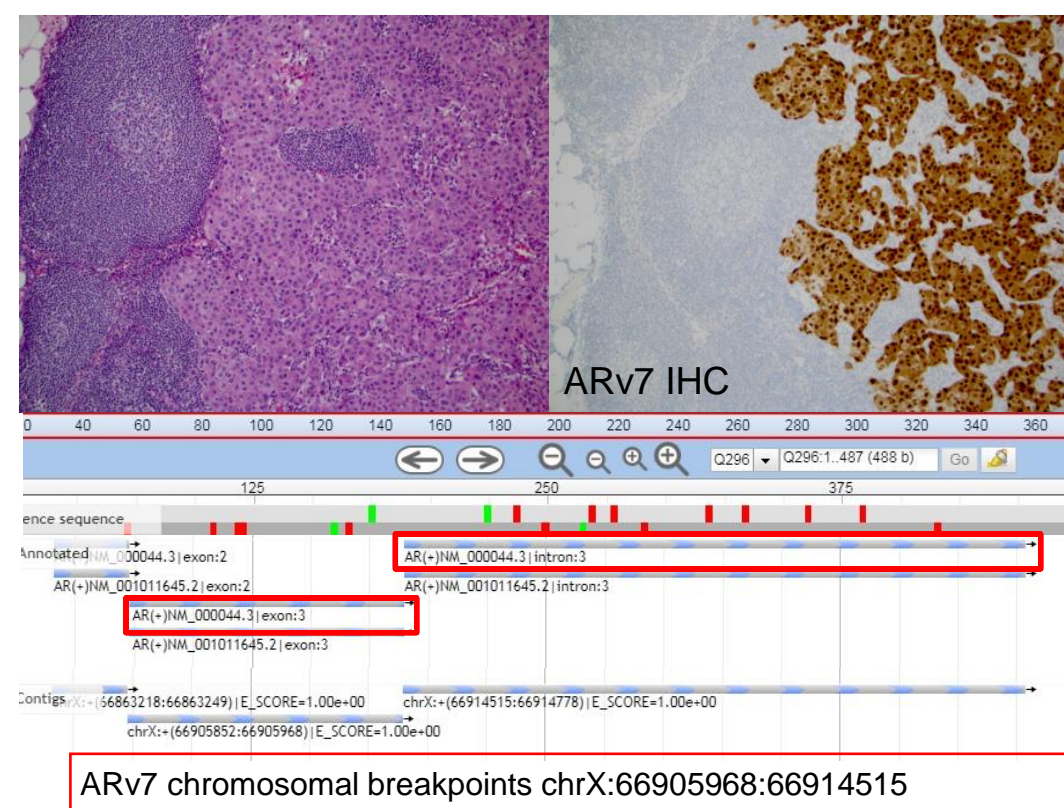 ARv7 IHC
0 40 60 80 100 120 140 160 180 200 220 240 260 280 300 320 340 360
Q296 Q296:1..487 (488 b) Go
125 250 375
ence sequence
Annotated 000044.3|exon:2 AR(+)NM_000044.3|intron:3
AR(+)NM_001011645.2|exon:2 AR(+)NM_001011645.2|intron:3
AR(+)NM_000044.3|exon:3
AR(+)NM_001011645.2|exon:3
Contigs (66863218:66863249)|E_SCORE=1.00e+00 chrX:+(66914515:66914778)|E_SCORE=1.00e+00
chrX:+(66905852:66905968)|E_SCORE=1.00e+00
ARv7 chromosomal breakpoints chrX:66905968:66914515